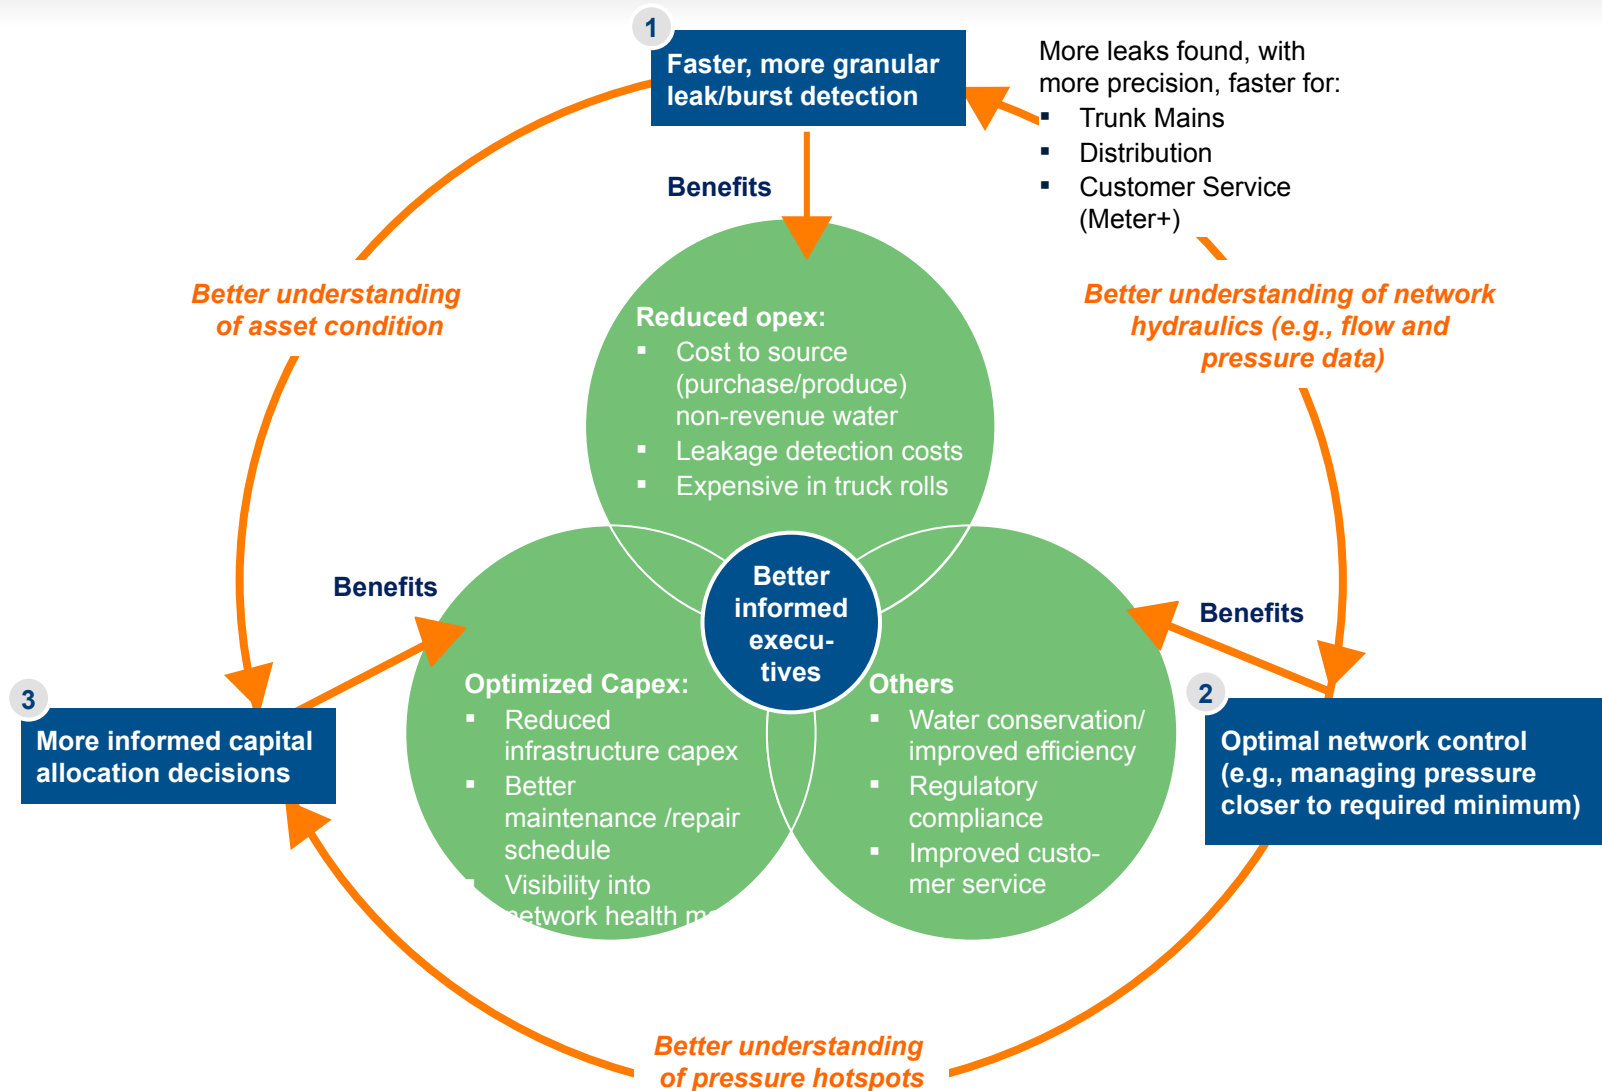 1
Faster, more granular
leak/burst detection
More leaks found, with
more precision, faster for:
▪ Trunk Mains
▪ Distribution
▪ Customer Service
(Meter+)
Benefits
Better understanding
of asset condition
Better understanding of network
hydraulics (e.g., flow and
pressure data)
Reduced opex:
▪ Cost to source
(purchase/produce)
non-revenue water
▪ Leakage detection costs
▪ Expensive in truck rolls
Benefits
Better
informed
execu-
tives
Benefits
Optimized Capex:
▪ Reduced
infrastructure capex
▪ Better
maintenance /repair
schedule
▪ Visibility into
network health
Others
▪ Water conservation/
improved efficiency
▪ Regulatory
compliance
▪ Improved custo-
mer service
3
More informed capital
allocation decisions
2
Optimal network control
(e.g., managing pressure
closer to required minimum)
Better understanding
of pressure hotspots